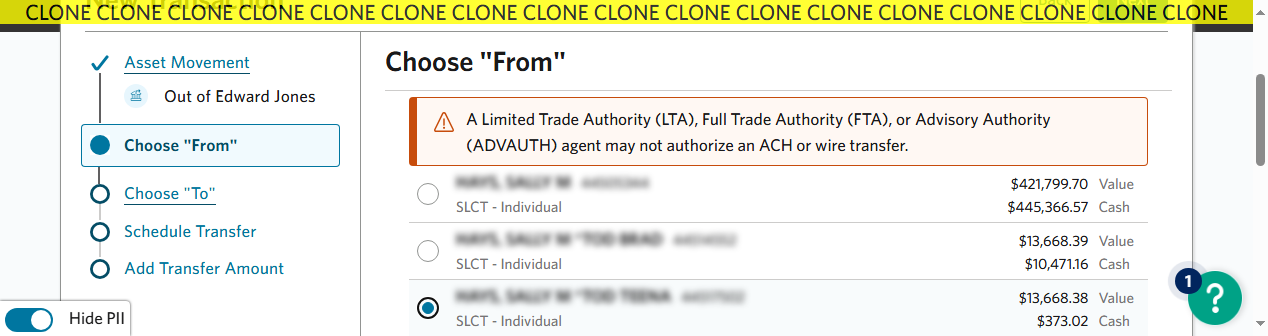 CLONE CLONE CLONE CLONE CLONE CLONE CLONE CLONE CLONE CLONE CLONE CLONE CLONE CLONE CLONE CLONE CLONE
Asset Movement
Out of Edward Jones
Choose "From"
Choose "To"
Schedule Transfer
Add Transfer Amount
Hide PII
Choose "From"
A Limited Trade Authority (LTA), Full Trade Authority (FTA), or Advisory Authority
(ADVAUTH) agent may not authorize an ACH or wire transfer.
$421,799.70 Value
SLCT - Individual $445,366.57 Cash
$13,668.39 Value
SLCT - Individual $10,471.16 Cash
$13,668.38 Value
SLCT - Individual $373.02 Cash
1
?